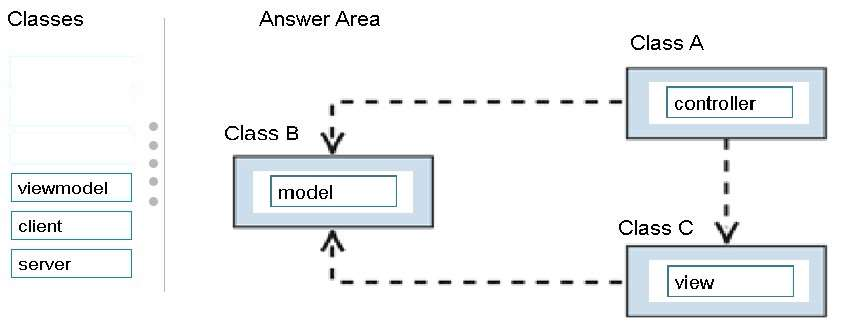 Classes
Answer Area
Class A
controller
Class B
model
viewmodel
client
server
Class C
view